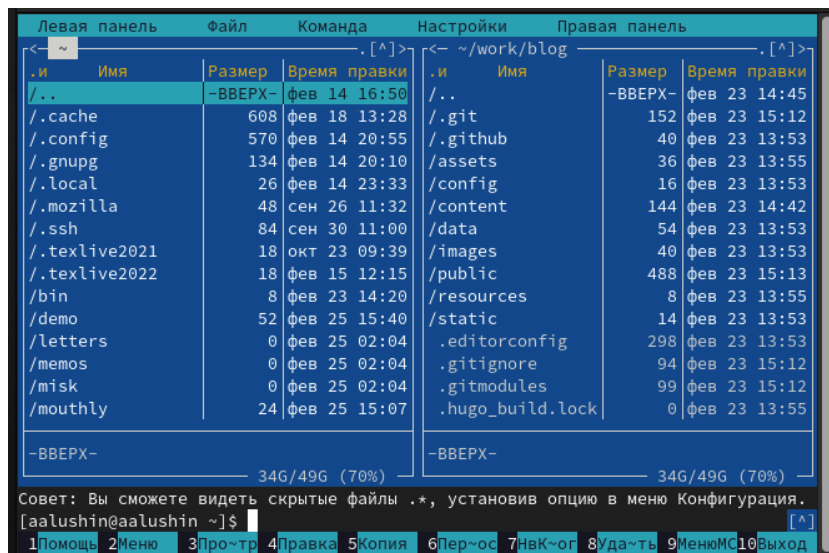 Левая панель Файл Команда Настройки Правая панель
<─ ~ ─.[^]>┐ ┌<─ ~/work/blog ─.[^]>┐
.и Имя Размер Время правки .и Имя Размер Время правки
/.. -ВВЕРХ- фев 14 16:50 /.. -ВВЕРХ- фев 23 14:45
/.cache 608 фев 18 13:28 /.git 152 фев 23 15:12
/.config 570 фев 14 20:55 /.github 40 фев 23 13:53
/.gnupg 134 фев 14 20:10 /assets 36 фев 23 13:55
/.local 26 фев 14 23:33 /config 16 фев 23 13:53
/.mozilla 48 сен 26 11:32 /content 144 фев 23 14:42
/.ssh 84 сен 30 11:00 /data 54 фев 23 13:53
/.texlive2021 18 окт 23 09:39 /images 40 фев 23 13:53
/.texlive2022 18 фев 15 12:15 /public 488 фев 23 15:13
/bin 8 фев 23 14:20 /resources 8 фев 23 13:55
/demo 52 фев 25 15:40 /static 14 фев 23 13:53
/letters 0 фев 25 02:04 .editorconfig 298 фев 23 13:53
/memos 0 фев 25 02:04 .gitignore 94 фев 23 15:12
/misk 0 фев 25 02:04 .gitmodules 99 фев 23 15:12
/mouthly 24 фев 25 15:07 .hugo_build.lock 0 фев 23 13:55
-ВВЕРХ- -ВВЕРХ-
34G/49G (70%) 34G/49G (70%)
Совет: Вы сможете видеть скрытые файлы .*, установив опцию в меню Конфигурация.
[aalushin@aalushin ~]$ [^]
1Помощь 2Меню 3Про~тр 4Правка 5Копия 6Пер~ос 7НвК~ог 8Уда~ть 9МенюМС 10Выход